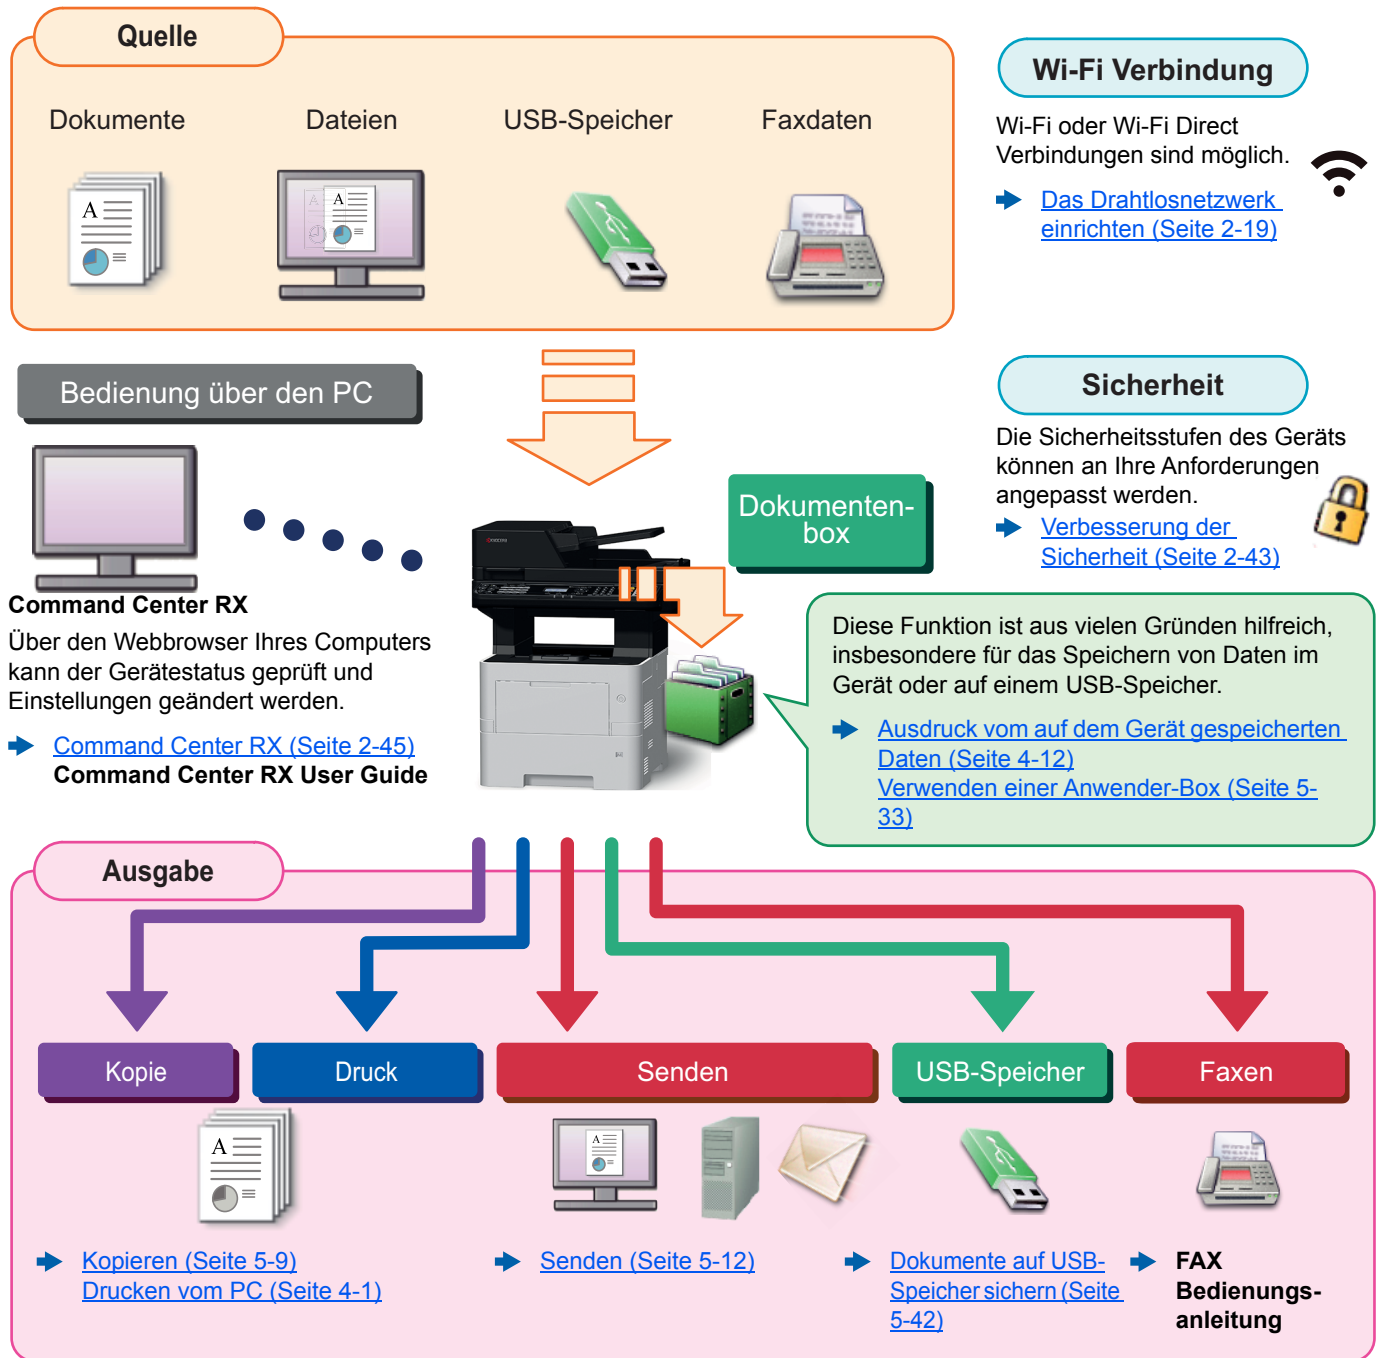 Quelle
Dokumente
Dateien
USB-Speicher
Faxdaten
Wi-Fi Verbindung
Wi-Fi oder Wi-Fi Direct
Verbindungen sind möglich.
Das Drahtlosnetzwerk
einrichten (Seite 2-19)
Bedienung über den PC
Sicherheit
Die Sicherheitsstufen des Geräts
können an Ihre Anforderungen
angepasst werden.
Verbesserung der
Sicherheit (Seite 2-43)
Dokumenten-
box
Command Center RX
Über den Webbrowser Ihres Computers
kann der Gerätestatus geprüft und
Einstellungen geändert werden.
Command Center RX (Seite 2-45)
Command Center RX User Guide
Diese Funktion ist aus vielen Gründen hilfreich,
insbesondere für das Speichern von Daten im
Gerät oder auf einem USB-Speicher.
Ausdruck vom auf dem Gerät gespeicherten
Daten (Seite 4-12)
Verwenden einer Anwender-Box (Seite 5-
33)
Ausgabe
Kopie
Druck
Senden
USB-Speicher
Faxen
Kopieren (Seite 5-9)
Drucken vom PC (Seite 4-1)
Senden (Seite 5-12)
Dokumente auf USB-
Speicher sichern (Seite
5-42)
FAX
Bedienungs-
anleitung